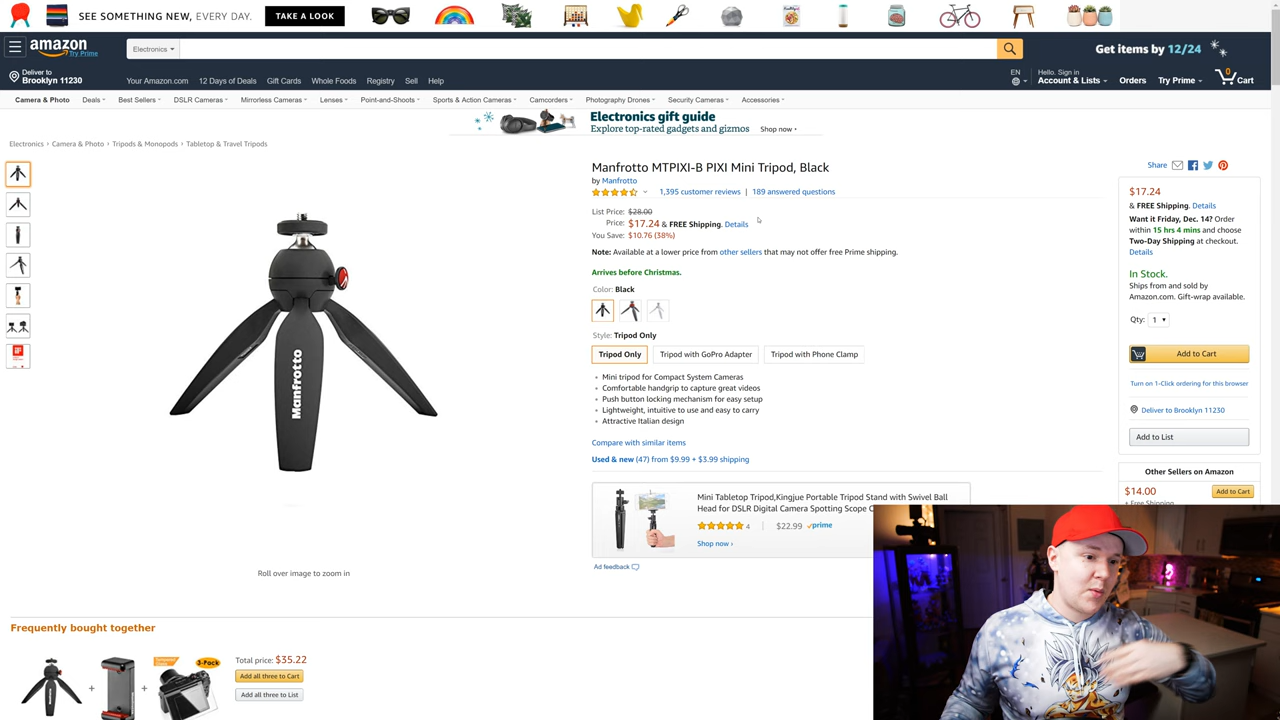 SEE SOMETHING NEW, EVERY DAY. TAKE A LOOK
amazon
Try Prime
Electronics
Get items by 12/24
Deliver to
Brooklyn 11230
Your Amazon.com 12 Days of Deals Gift Cards Whole Foods Registry Sell Help
EN
Hello. Sign in
Account & Lists Orders Try Prime 0 Cart
Camera & Photo Deals Best Sellers DSLR Cameras Mirrorless Cameras Lenses Point-and-Shoots Sports & Action Cameras Camcorders Photography Drones Security Cameras Accessories
Electronics gift guide
Explore top-rated gadgets and gizmos Shop now ›
Electronics › Camera & Photo › Tripods & Monopods › Tabletop & Travel Tripods
Manfrotto
Roll over image to zoom in
Manfrotto MTPIXI-B PIXI Mini Tripod, Black
by Manfrotto
1,395 customer reviews | 189 answered questions
List Price: $28.00
Price: $17.24 & FREE Shipping. Details
You Save: $10.76 (38%)
Note: Available at a lower price from other sellers that may not offer free Prime shipping.
Arrives before Christmas.
Color: Black
Style: Tripod Only
Tripod Only Tripod with GoPro Adapter Tripod with Phone Clamp
• Mini tripod for Compact System Cameras
• Comfortable handgrip to capture great videos
• Push button locking mechanism for easy setup
• Lightweight, intuitive to use and easy to carry
• Attractive Italian design
Compare with similar items
Used & new (47) from $9.99 + $3.99 shipping
Mini Tabletop Tripod,Kingjue Portable Tripod Stand with Swivel Ball
Head for DSLR Digital Camera Spotting Scope
4 | $22.99 prime
Shop now ›
Ad feedback
Share
$17.24
& FREE Shipping. Details
Want it Friday, Dec. 14? Order
within 15 hrs 4 mins and choose
Two-Day Shipping at checkout.
Details
In Stock.
Ships from and sold by
Amazon.com. Gift-wrap available.
Qty: 1
Add to Cart
Turn on 1-Click ordering for this browser
Deliver to Brooklyn 11230
Add to List
Other Sellers on Amazon
$14.00 Add to Cart
+ Free Shipping
Frequently bought together
3-Pack
Total price: $35.22
Add all three to Cart
Add all three to List
+ +